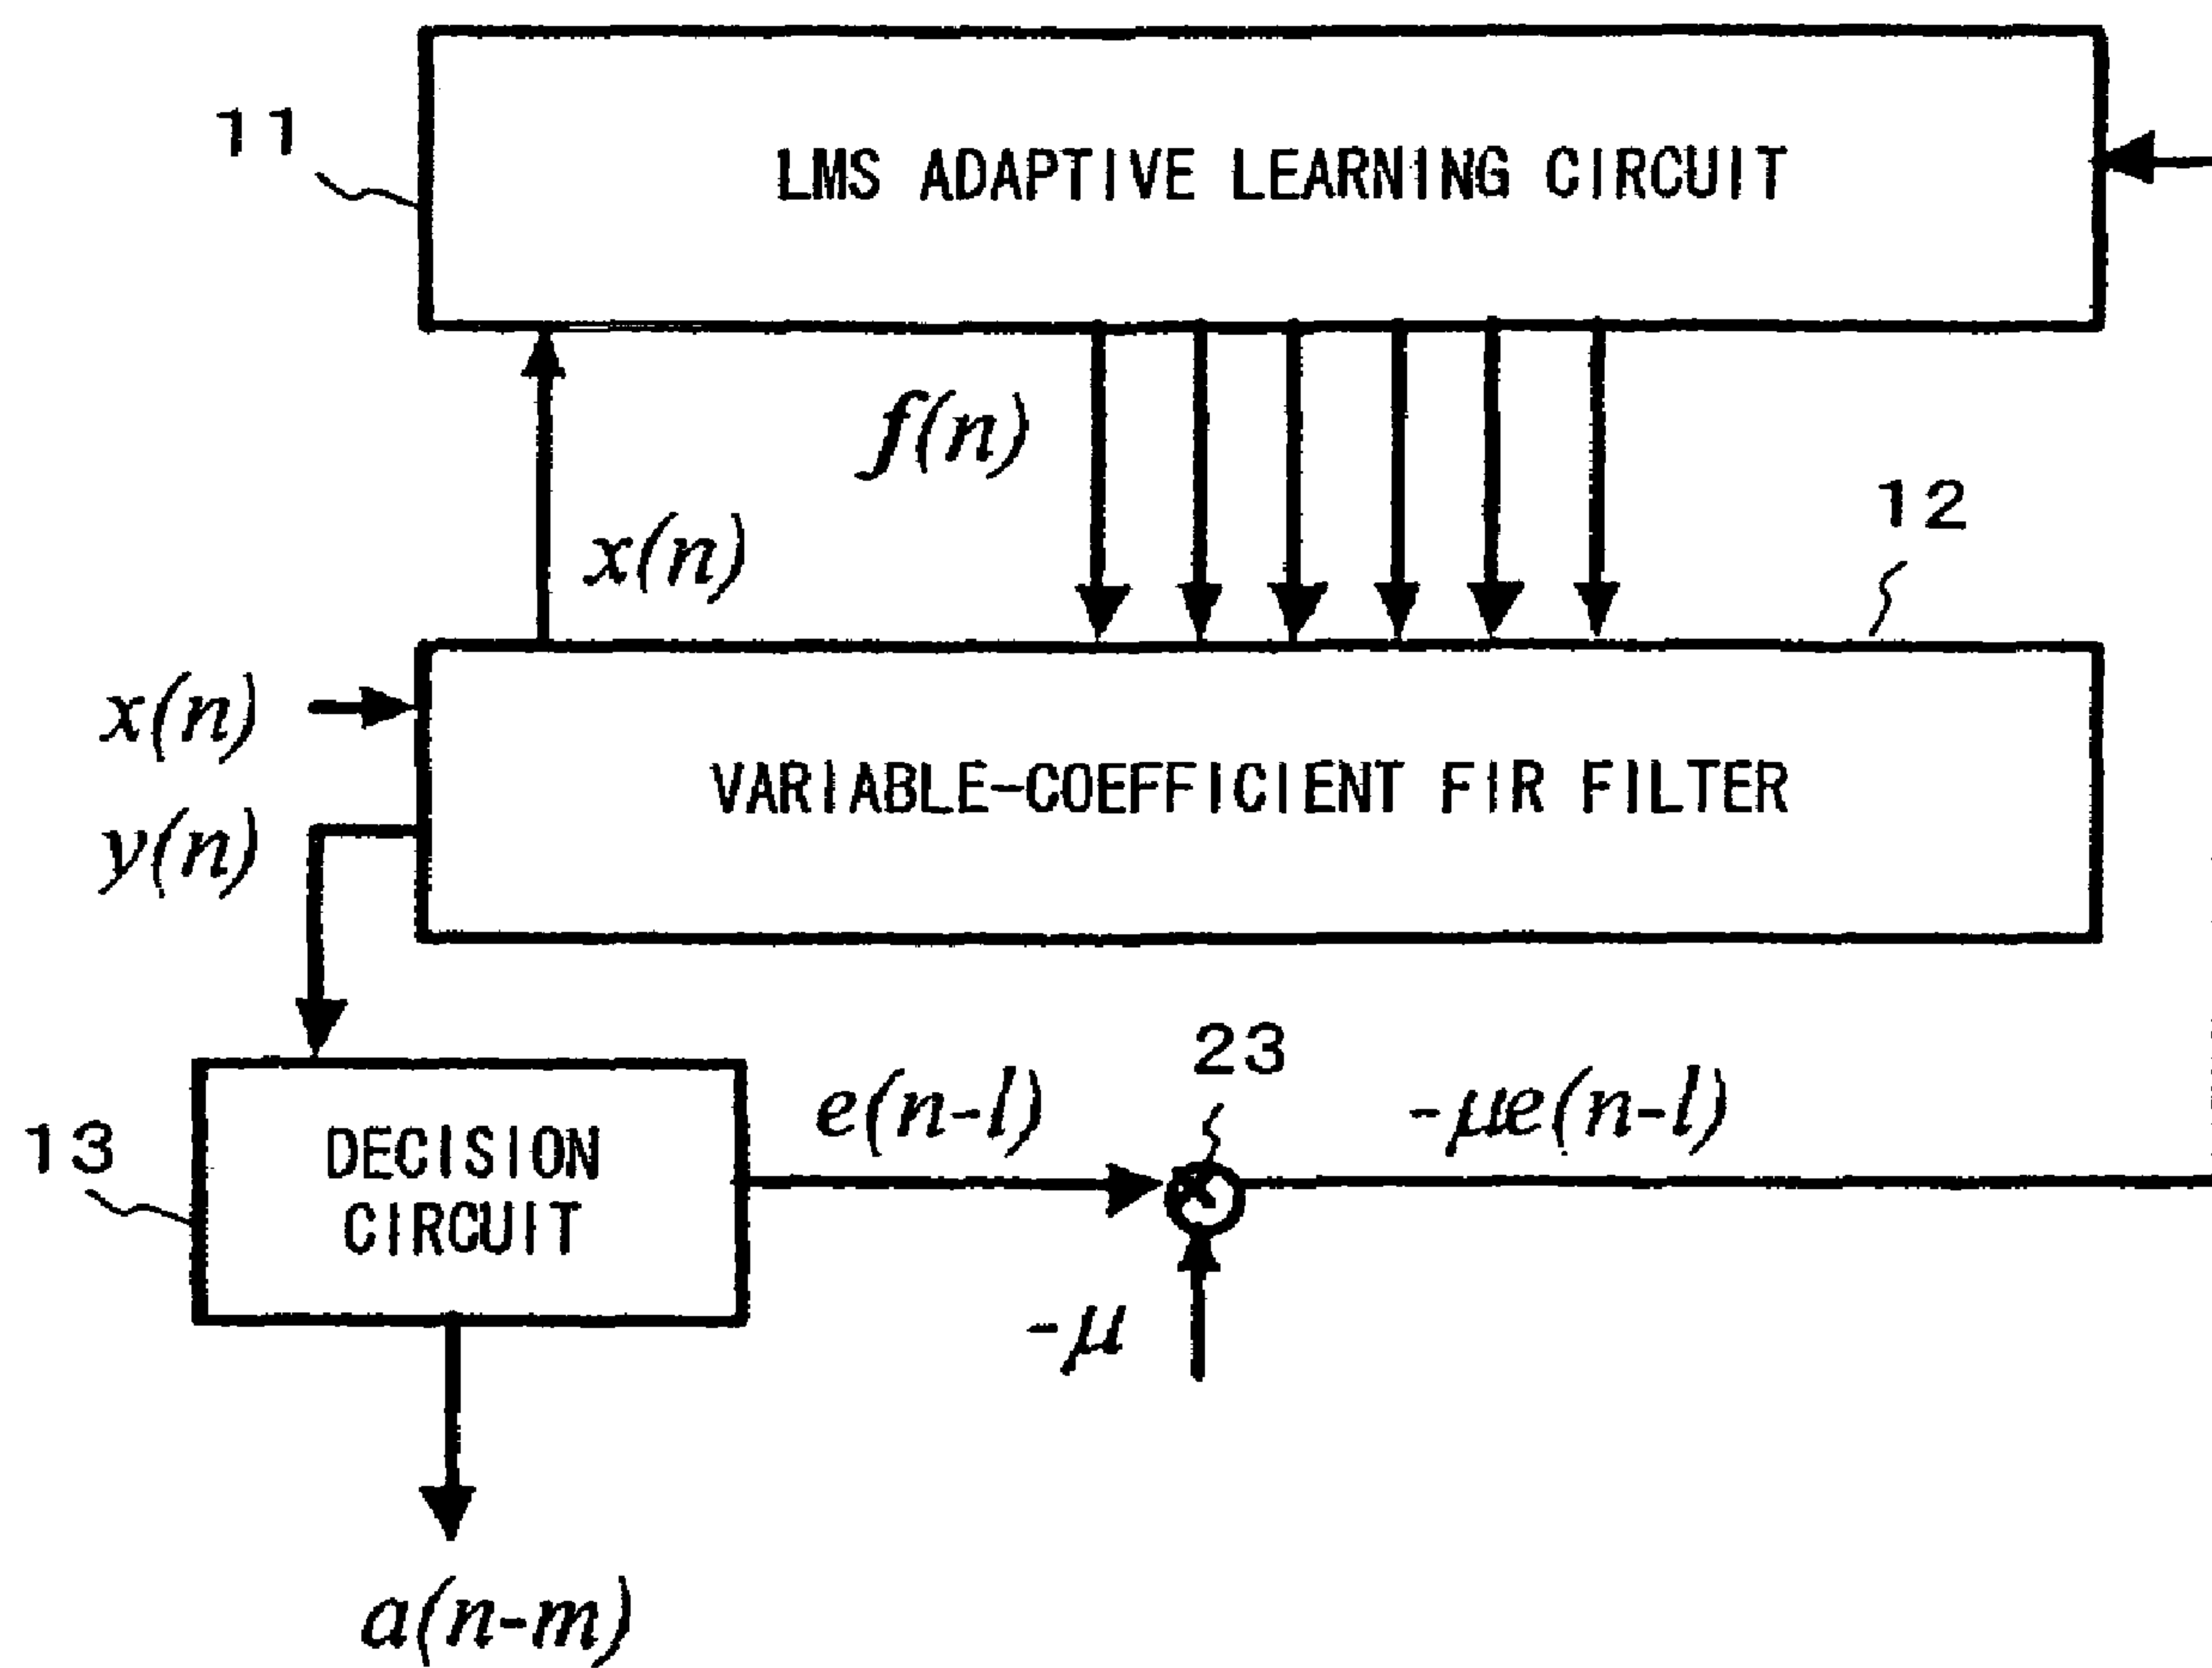 11
LMS ADAPTIVE LEARNING CIRCUIT
f(n)
x(n)
12
x(n)
VARIABLE-COEFFICIENT FIR FILTER
y(n)
23
13
DECISION
CIRCUIT
e(n-l)
-μe(n-l)
-μ
a(n-m)